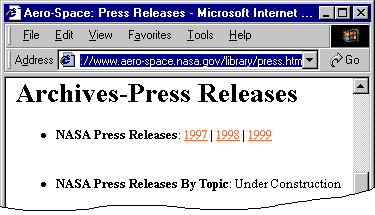 Aero-Space: Press Releases - Microsoft Internet ...
File Edit View Favorites Tools Help
Address ://www.aero-space.nasa.gov/library/press.htm Go
Archives-Press Releases
• NASA Press Releases: 1997 | 1998 | 1999
• NASA Press Releases By Topic: Under Construction